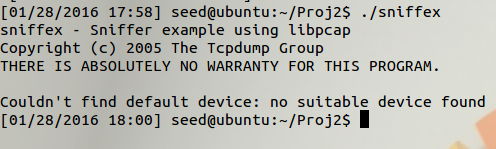 [01/28/2016 17:58] seed@ubuntu:~/Proj2$ ./sniffex
sniffex - Sniffer example using libpcap
Copyright (c) 2005 The Tcpdump Group
THERE IS ABSOLUTELY NO WARRANTY FOR THIS PROGRAM.

Couldn't find default device: no suitable device found
[01/28/2016 18:00] seed@ubuntu:~/Proj2$